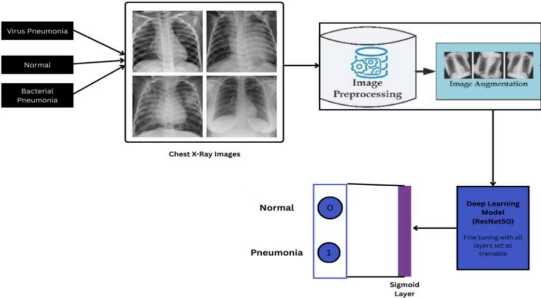 Virus Pneumonia
Normal
Bacterial
Pneumonia
Chest X-Ray Images
Image
Preprocessing
Image Augmentation
Deep Learning
Model
(ResNet50)
Fine tuning with all
layers set as
trainable
Normal
0
Pneumonia
1
Sigmoid
Layer